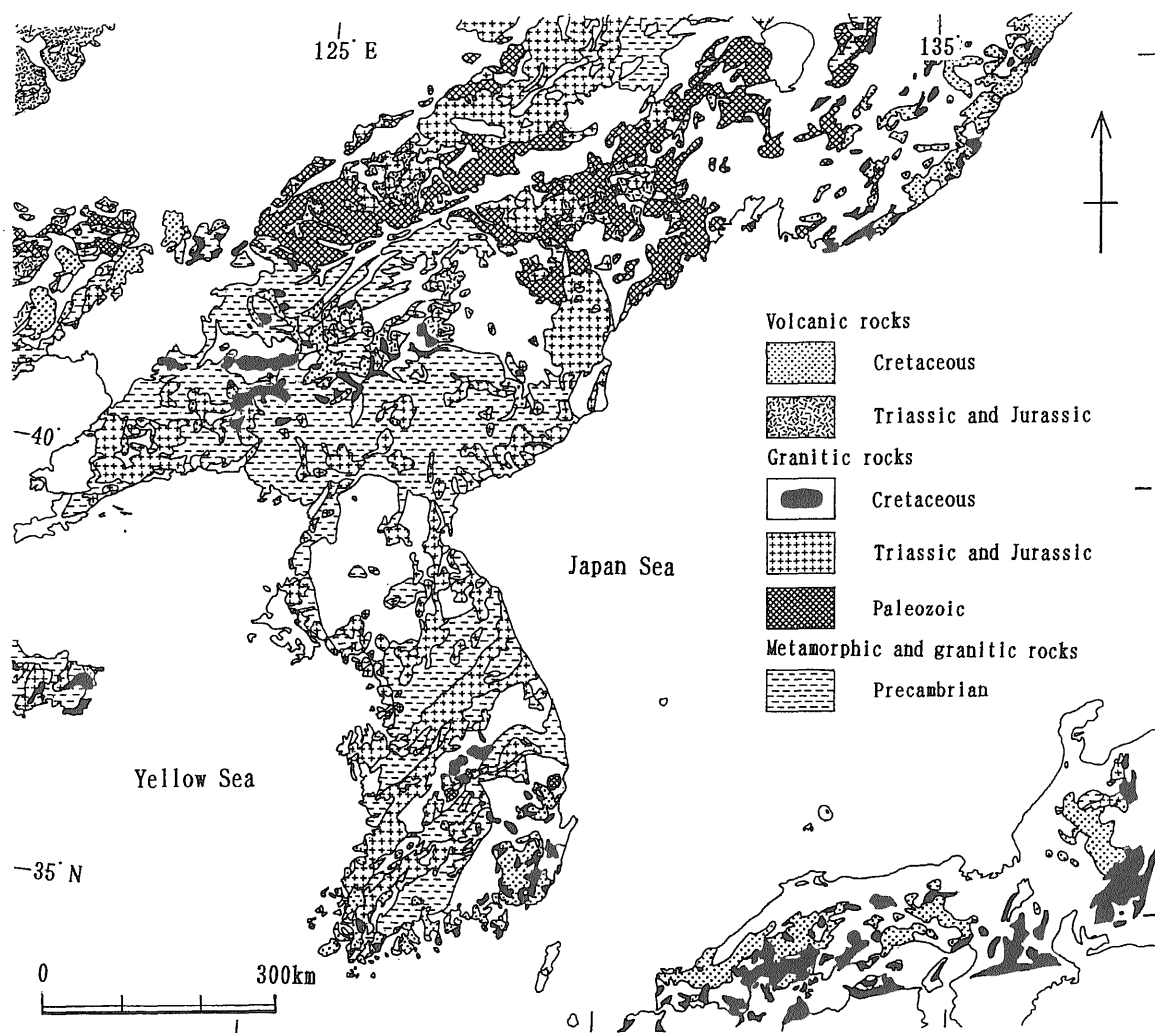 125° E
135°
Volcanic rocks
Cretaceous
Triassic and Jurassic
Granitic rocks
Cretaceous
Triassic and Jurassic
Paleozoic
Metamorphic and granitic rocks
Precambrian
40°
Japan Sea
Yellow Sea
35° N
0 300km